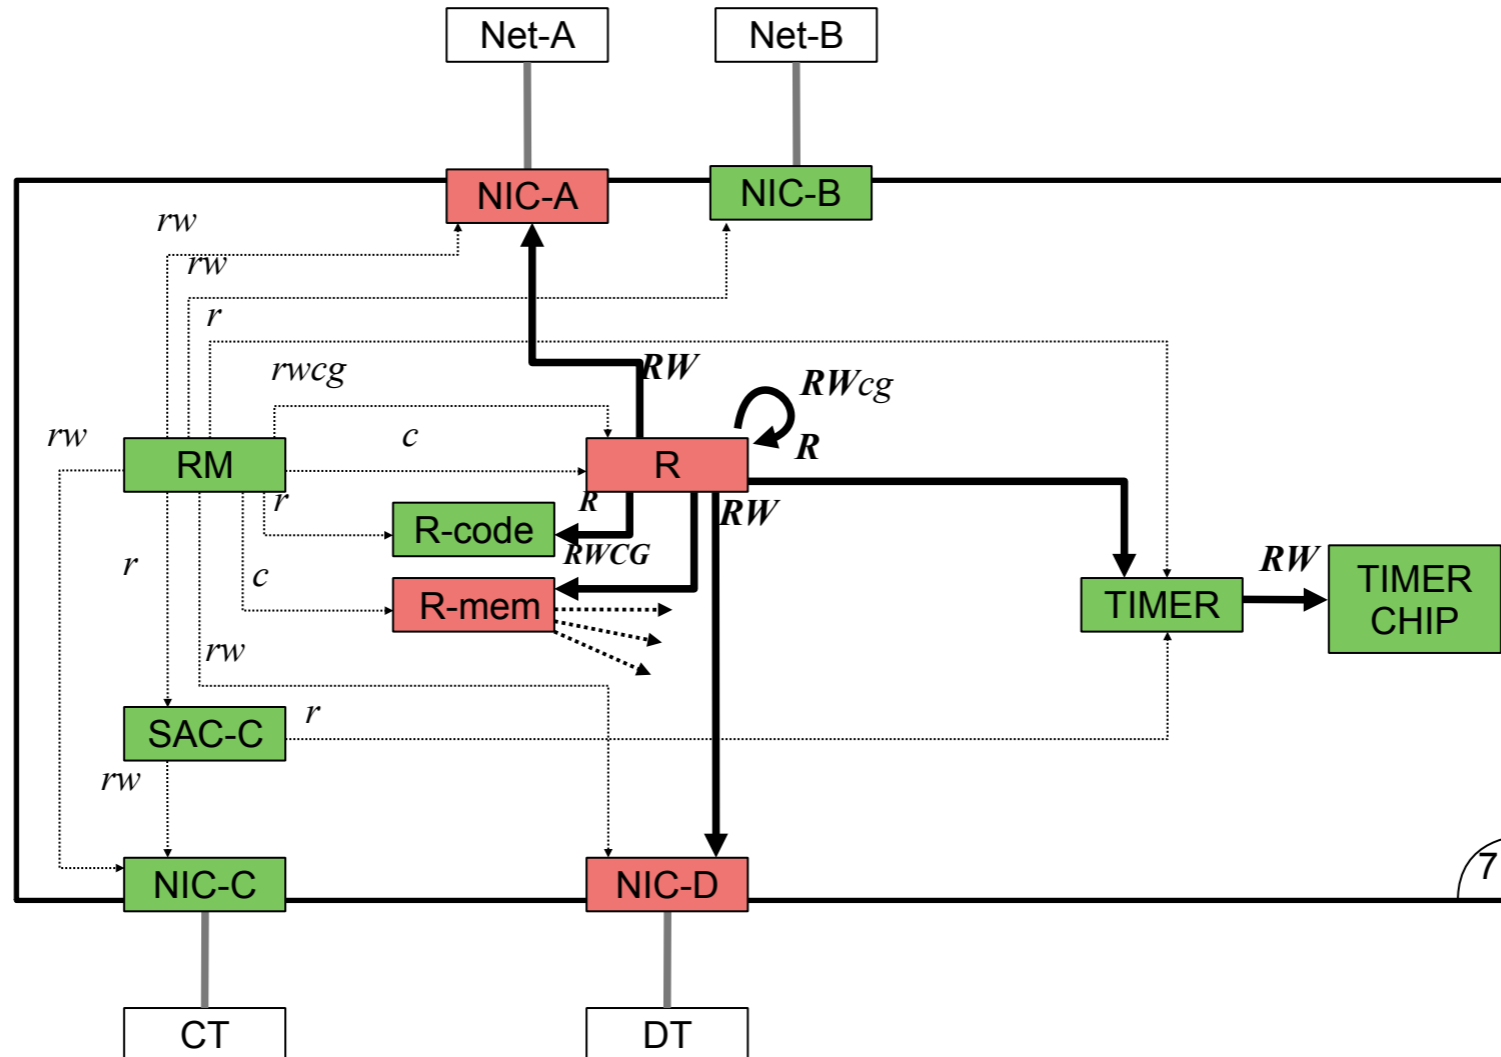 Net-A
Net-B
NIC-A
NIC-B
rw
rw
r
rwcg
RW
RWcg
rw
c
R
RM
R
r
R
RW
R-code
RWCG
RW
r
c
R-mem
TIMER
TIMER
CHIP
rw
r
SAC-C
rw
7
NIC-C
NIC-D
CT
DT